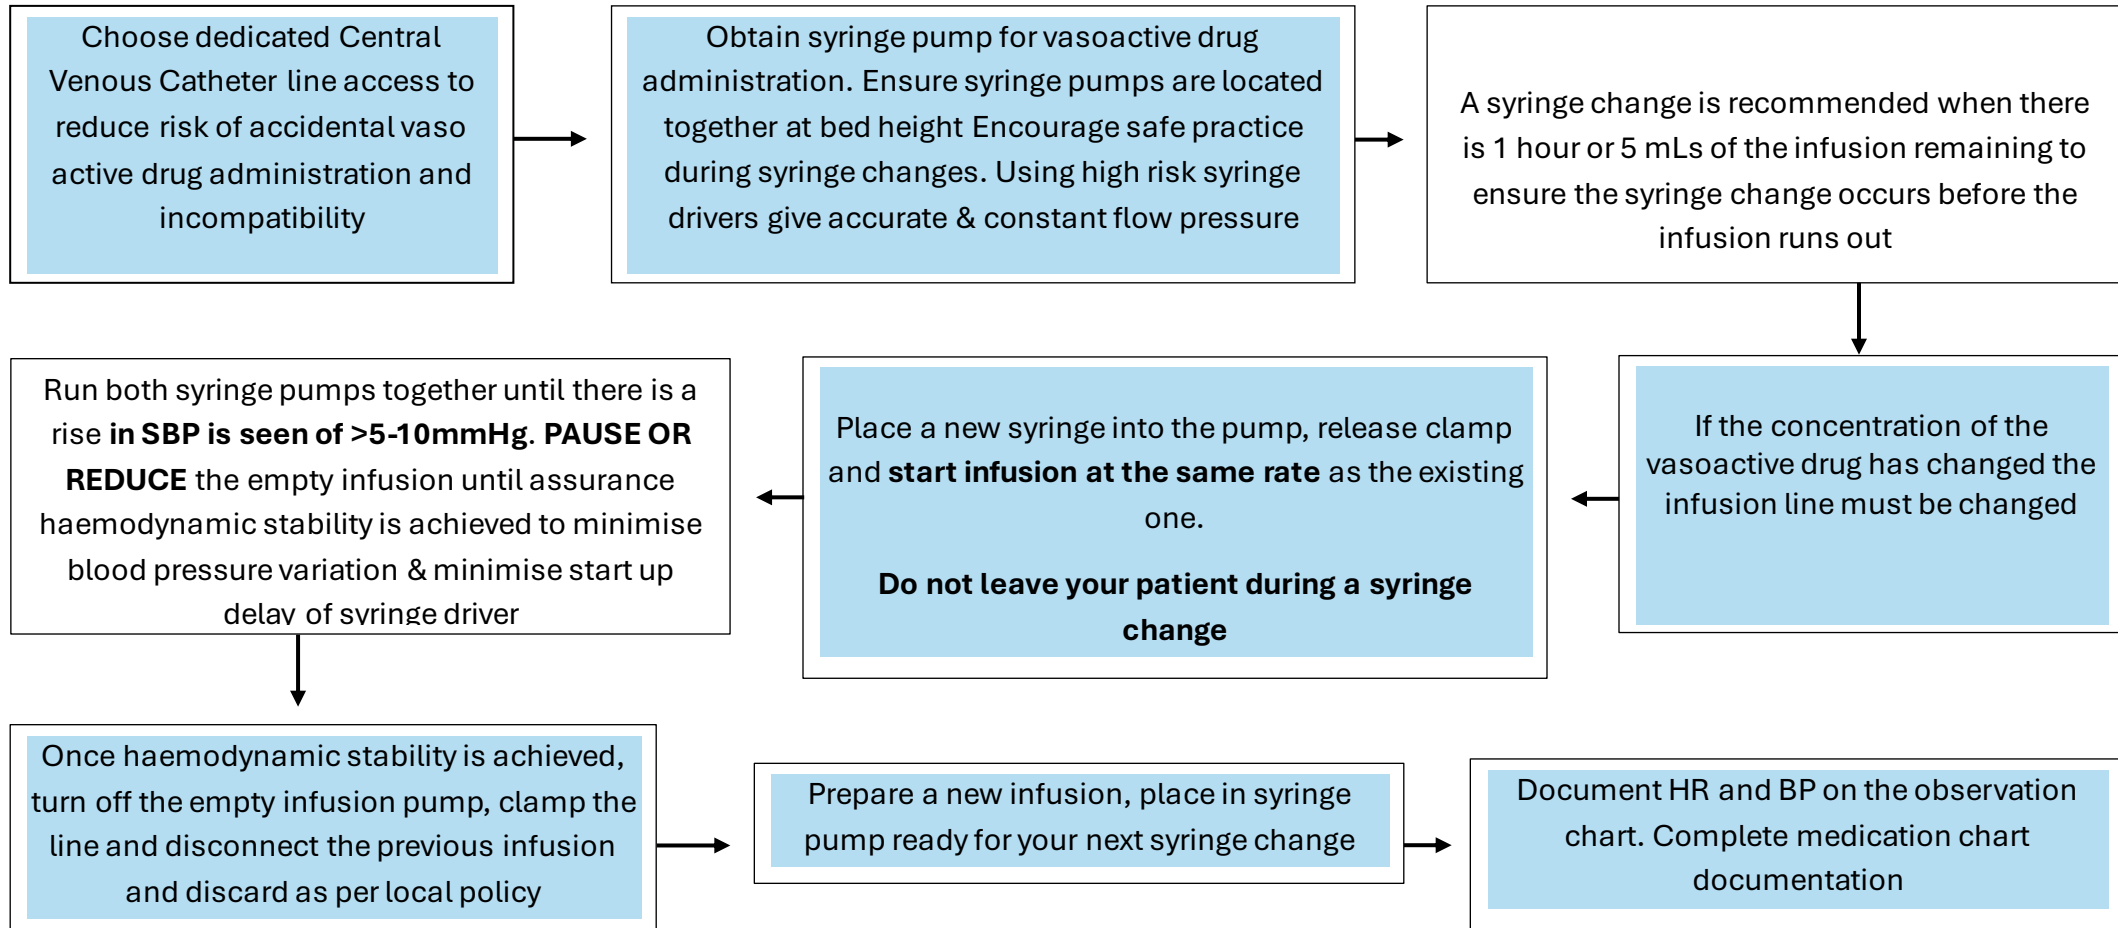 Choose dedicated Central
Venous Catheter line access to
reduce risk of accidental vaso
active drug administration and
incompatibility
Obtain syringe pump for vasoactive drug
administration. Ensure syringe pumps are located
together at bed height Encourage safe practice
during syringe changes. Using high risk syringe
drivers give accurate & constant flow pressure
A syringe change is recommended when there
is 1 hour or 5 mLs of the infusion remaining to
ensure the syringe change occurs before the
infusion runs out
If the concentration of the
vasoactive drug has changed the
infusion line must be changed
Place a new syringe into the pump, release clamp
and start infusion at the same rate as the existing
one.
Do not leave your patient during a syringe
change
Run both syringe pumps together until there is a
rise in SBP is seen of >5-10mmHg. PAUSE OR
REDUCE the empty infusion until assurance
haemodynamic stability is achieved to minimise
blood pressure variation & minimise start up
delay of syringe driver
Once haemodynamic stability is achieved,
turn off the empty infusion pump, clamp the
line and disconnect the previous infusion
and discard as per local policy
Prepare a new infusion, place in syringe
pump ready for your next syringe change
Document HR and BP on the observation
chart. Complete medication chart
documentation